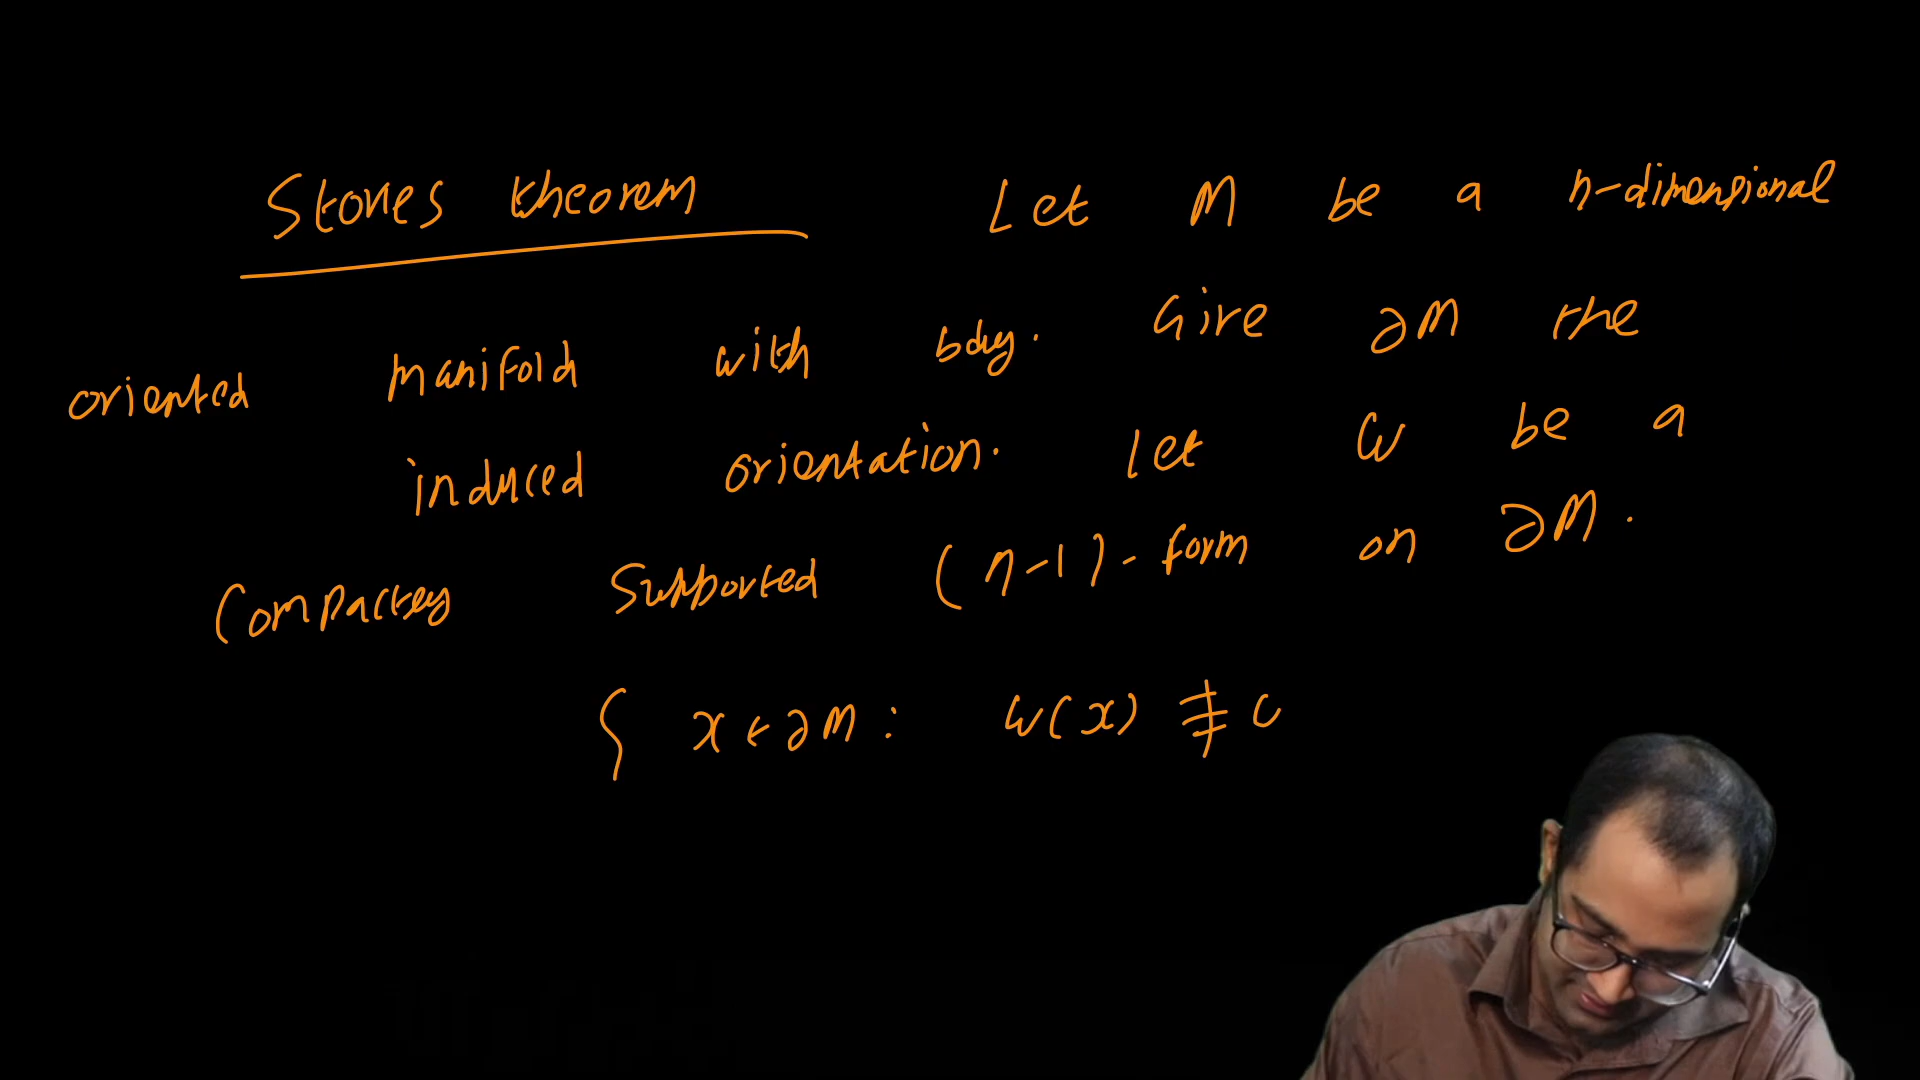 Stokes theorem Let M be a n-dimensional
oriented manifold with bdy. Give ∂M the
induced orientation. Let ω be a
compactly supported (n-1)-form on ∂M.
{ x ∈ ∂M : ω(x) ≢ 0